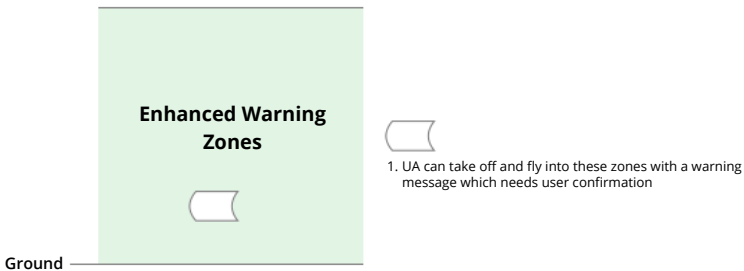 Enhanced Warning
Zones
1. UA can take off and fly into these zones with a warning
message which needs user confirmation
Ground